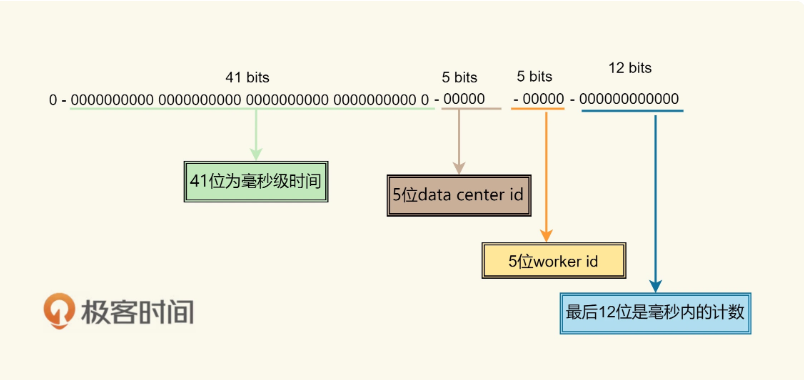 41 bits
5 bits
5 bits
12 bits
0 - 0000000000 0000000000 0000000000 0000000000 0 - 00000 - 00000 - 000000000000
41位为毫秒级时间
5位data center id
5位worker id
最后12位是毫秒内的计数
极客时间